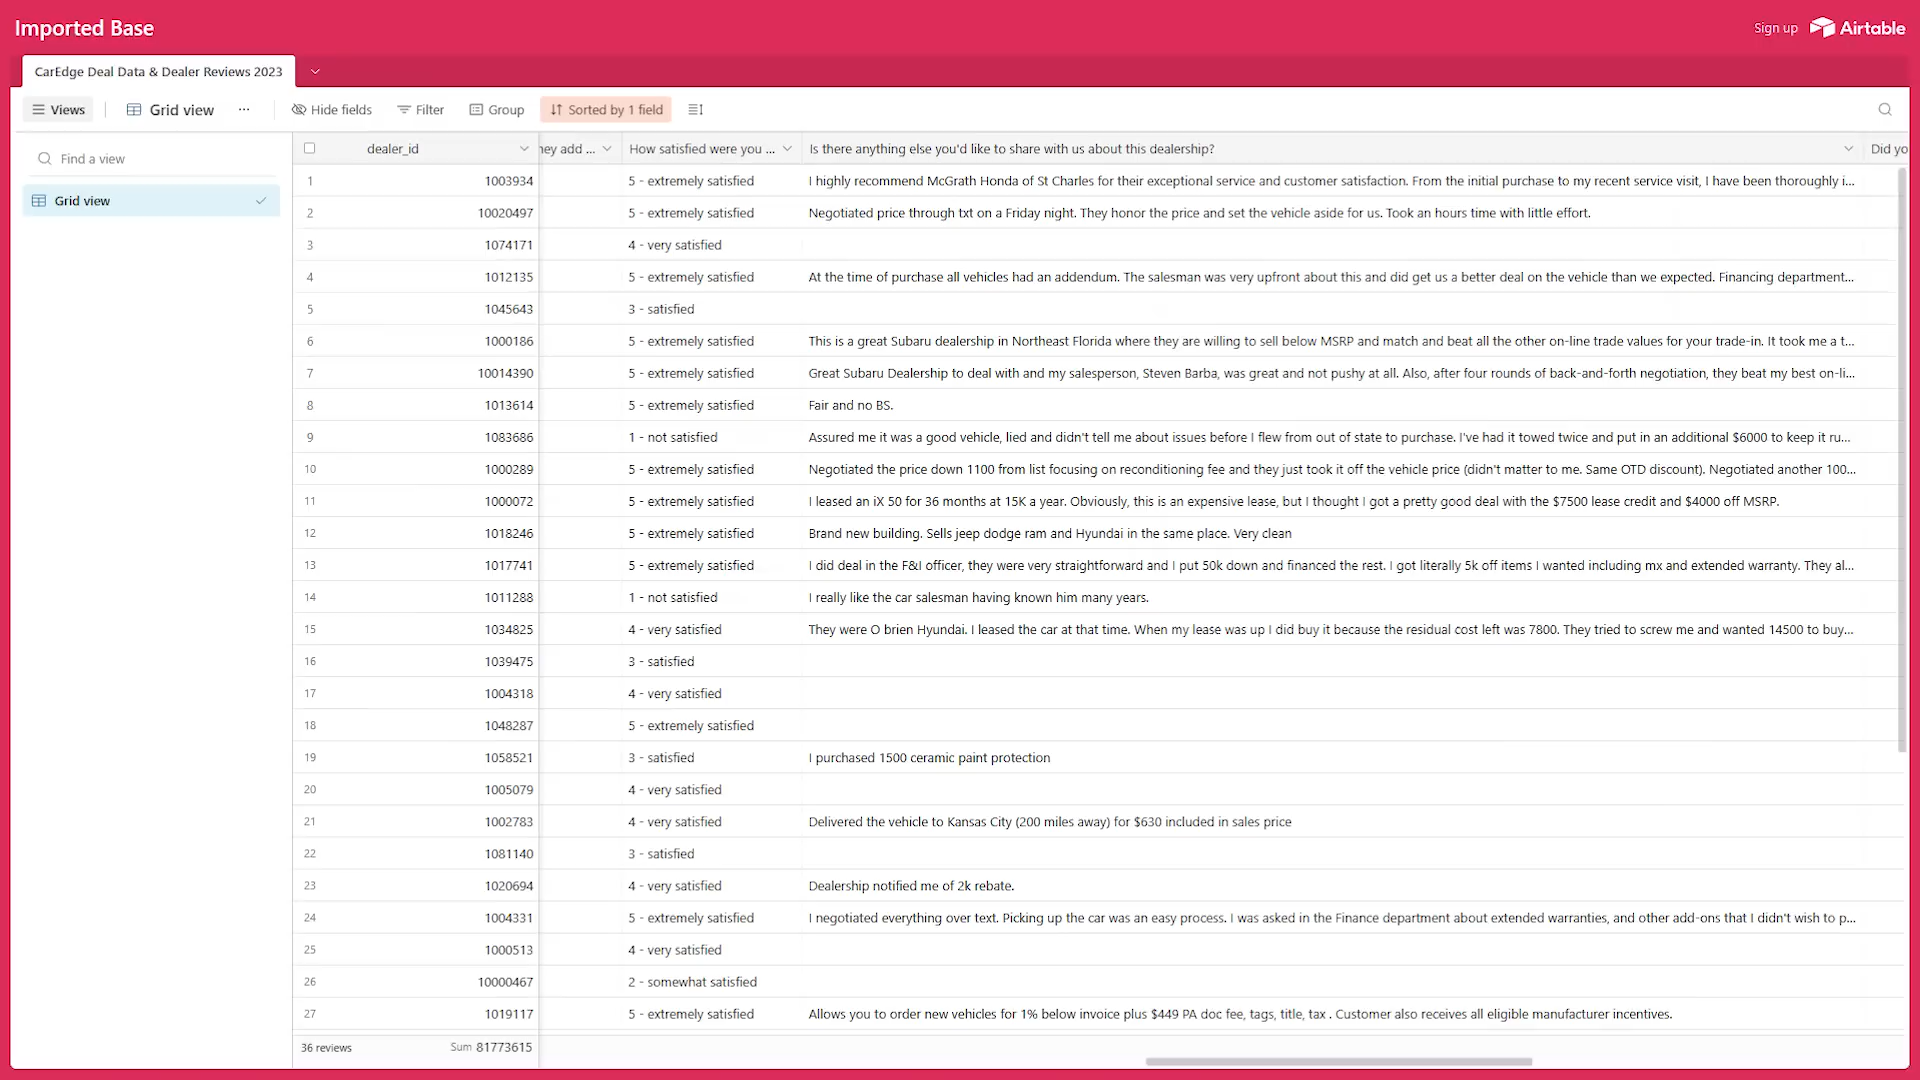 Imported Base
Sign up Airtable
CarEdge Deal Data & Dealer Reviews 2023
Views Grid view ... Hide fields Filter Group Sorted by 1 field
Find a view
Grid view
dealer_id hey add ... How satisfied were you ... Is there anything else you'd like to share with us about this dealership? Did yo
1 1003934 5 - extremely satisfied I highly recommend McGrath Honda of St Charles for their exceptional service and customer satisfaction. From the initial purchase to my recent service visit, I have been thoroughly i...
2 10020497 5 - extremely satisfied Negotiated price through txt on a Friday night. They honor the price and set the vehicle aside for us. Took an hours time with little effort.
3 1074171 4 - very satisfied
4 1012135 5 - extremely satisfied At the time of purchase all vehicles had an addendum. The salesman was very upfront about this and did get us a better deal on the vehicle than we expected. Financing department...
5 1045643 3 - satisfied
6 1000186 5 - extremely satisfied This is a great Subaru dealership in Northeast Florida where they are willing to sell below MSRP and match and beat all the other on-line trade values for your trade-in. It took me a t...
7 10014390 5 - extremely satisfied Great Subaru Dealership to deal with and my salesperson, Steven Barba, was great and not pushy at all. Also, after four rounds of back-and-forth negotiation, they beat my best on-li...
8 1013614 5 - extremely satisfied Fair and no BS.
9 1083686 1 - not satisfied Assured me it was a good vehicle, lied and didn't tell me about issues before I flew from out of state to purchase. I've had it towed twice and put in an additional $6000 to keep it ru...
10 1000289 5 - extremely satisfied Negotiated the price down 1100 from list focusing on reconditioning fee and they just took it off the vehicle price (didn't matter to me. Same OTD discount). Negotiated another 100...
11 1000072 5 - extremely satisfied I leased an iX 50 for 36 months at 15K a year. Obviously, this is an expensive lease, but I thought I got a pretty good deal with the $7500 lease credit and $4000 off MSRP.
12 1018246 5 - extremely satisfied Brand new building. Sells jeep dodge ram and Hyundai in the same place. Very clean
13 1017741 5 - extremely satisfied I did deal in the F&I officer, they were very straightforward and I put 50k down and financed the rest. I got literally 5k off items I wanted including mx and extended warranty. They al...
14 1011288 1 - not satisfied I really like the car salesman having known him many years.
15 1034825 4 - very satisfied They were O brien Hyundai. I leased the car at that time. When my lease was up I did buy it because the residual cost left was 7800. They tried to screw me and wanted 14500 to buy...
16 1039475 3 - satisfied
17 1004318 4 - very satisfied
18 1048287 5 - extremely satisfied
19 1058521 3 - satisfied I purchased 1500 ceramic paint protection
20 1005079 4 - very satisfied
21 1002783 4 - very satisfied Delivered the vehicle to Kansas City (200 miles away) for $630 included in sales price
22 1081140 3 - satisfied
23 1020694 4 - very satisfied Dealership notified me of 2k rebate.
24 1004331 5 - extremely satisfied I negotiated everything over text. Picking up the car was an easy process. I was asked in the Finance department about extended warranties, and other add-ons that I didn't wish to p...
25 1000513 4 - very satisfied
26 10000467 2 - somewhat satisfied
27 1019117 5 - extremely satisfied Allows you to order new vehicles for 1% below invoice plus $449 PA doc fee, tags, title, tax . Customer also receives all eligible manufacturer incentives.
36 reviews Sum 81773615